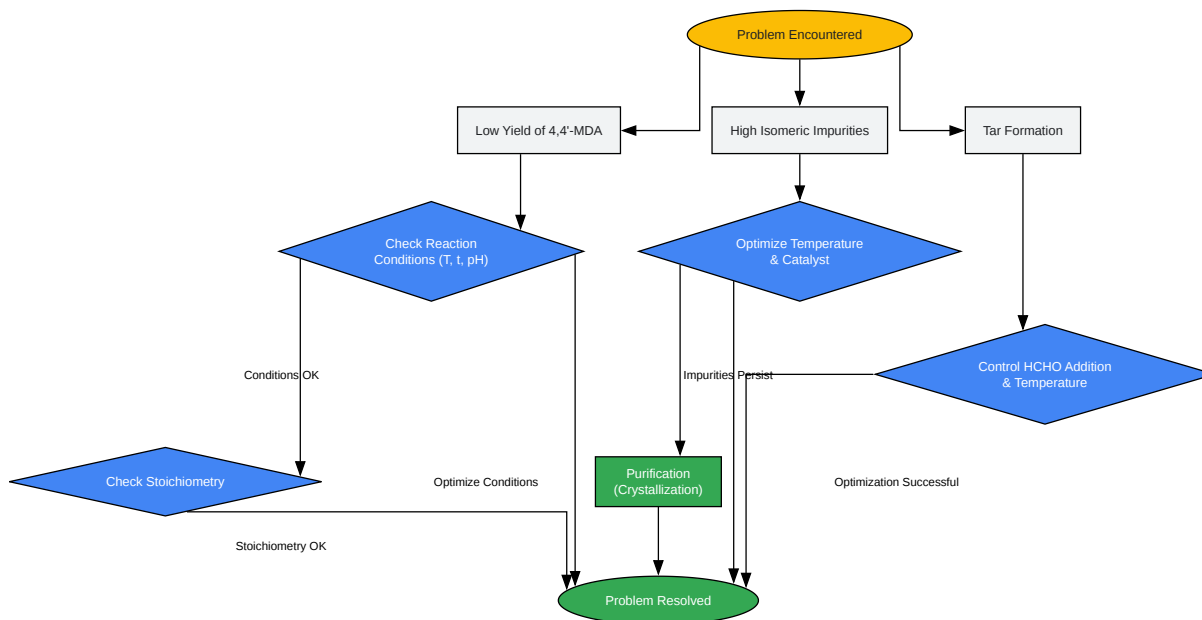 Problem Encountered
Low Yield of 4,4'-MDA
High Isomeric Impurities
Tar Formation
Check Reaction
Conditions (T, t, pH)
Optimize Temperature
& Catalyst
Control HCHO Addition
& Temperature
Conditions OK
Impurities Persist
Check Stoichiometry
Optimize Conditions
Purification
(Crystallization)
Optimization Successful
Stoichiometry OK
Problem Resolved